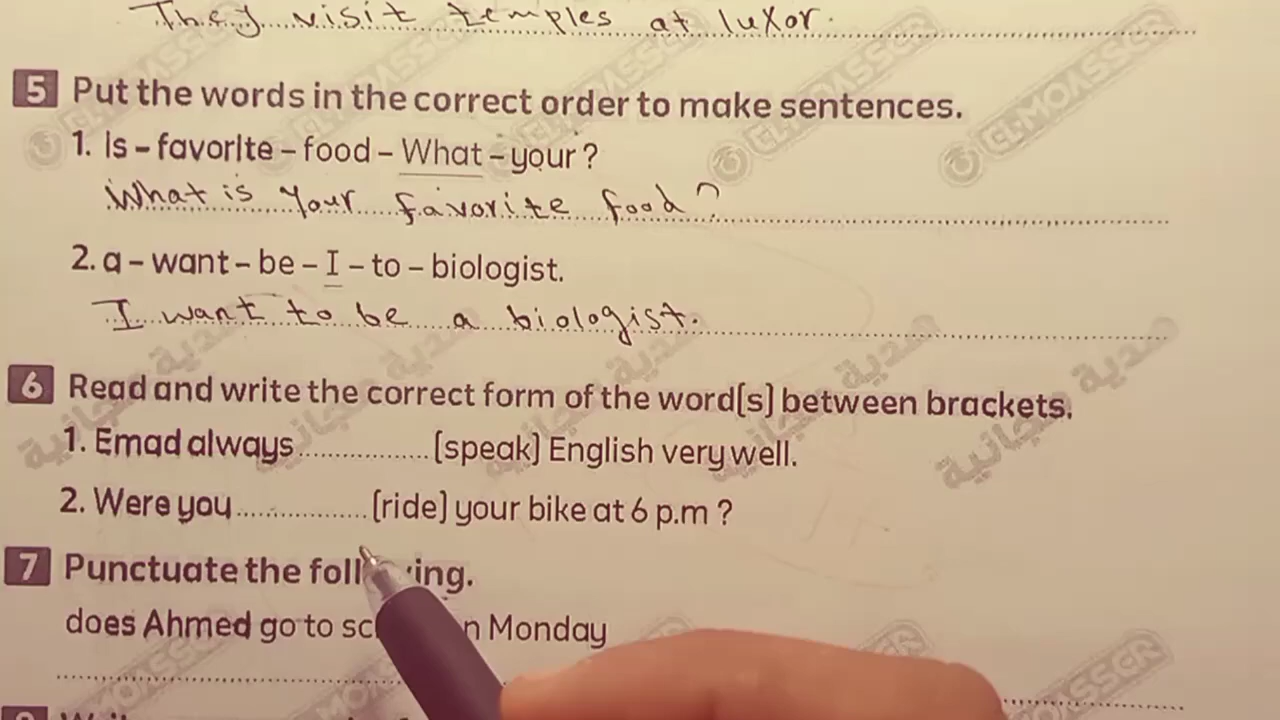 They visit temples at luxor.
5 Put the words in the correct order to make sentences.
1. Is – favorite – food – What – your ?
What is your favorite food?
2. a – want – be – I – to – biologist.
I want to be a biologist.
6 Read and write the correct form of the word(s) between brackets.
1. Emad always ................. (speak) English very well.
2. Were you ................. (ride) your bike at 6 p.m ?
7 Punctuate the ing.
does Ahmed go to Monday